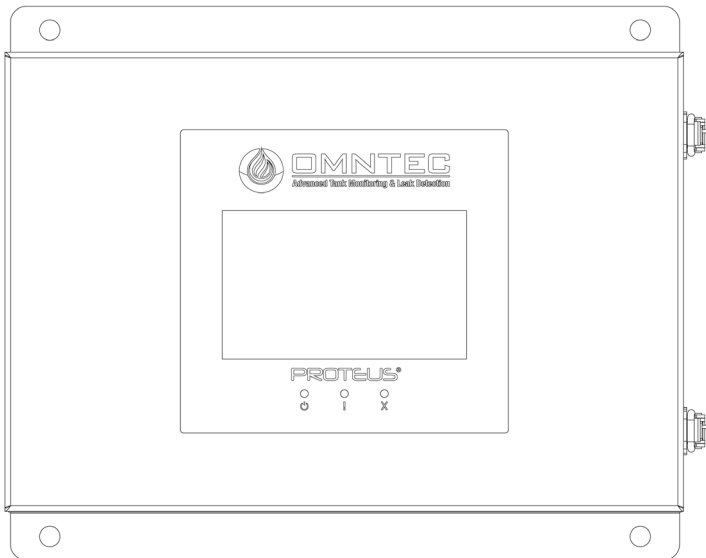 OMNTEC
Advanced Tank Monitoring & Leak Detection
PROTEUS®
! X